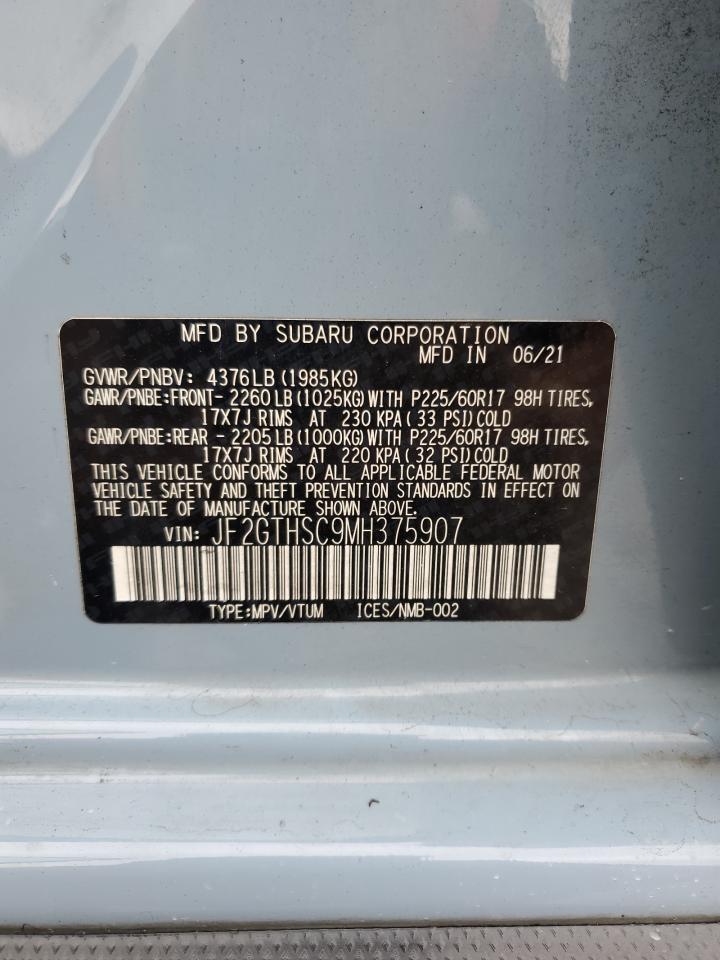 MFD BY SUBARU CORPORATION
MFD IN 06/21
GVWR/PNBV: 4376LB (1985KG)
GAWR/PNBE:FRONT- 2260LB (1025KG)WITH P225/60R17 98H TIRES,
17X7J RIMS AT 230 KPA ( 33 PSI)COLD
GAWR/PNBE:REAR - 2205LB (1000KG)WITH P225/60R17 98H TIRES,
17X7J RIMS AT 220 KPA ( 32 PSI)COLD
THIS VEHICLE CONFORMS TO ALL APPLICABLE FEDERAL MOTOR
VEHICLE SAFETY AND THEFT PREVENTION STANDARDS IN EFFECT ON
THE DATE OF MANUFACTURE SHOWN ABOVE.
VIN: JF2GTHSC9MH375907
TYPE:MPV/VTUM ICES/NMB-002